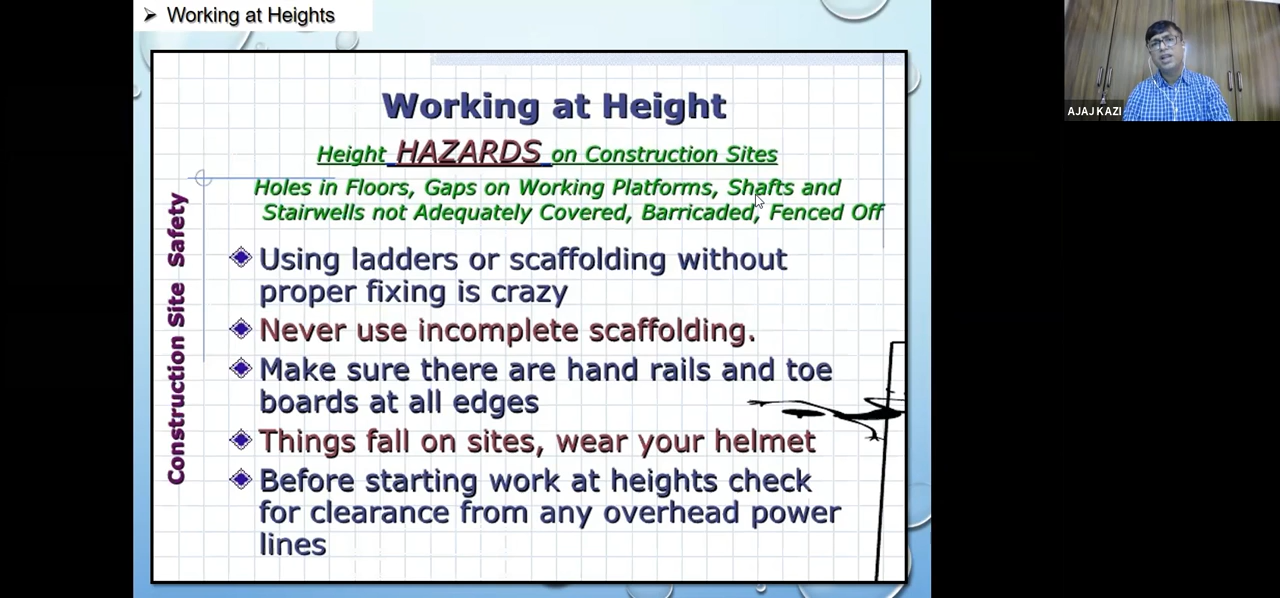 ➢ Working at Heights
AJAJ KAZI
Working at Height
Height HAZARDS on Construction Sites
Holes in Floors, Gaps on Working Platforms, Shafts and
Stairwells not Adequately Covered, Barricaded, Fenced Off
Construction Site Safety
Using ladders or scaffolding without
proper fixing is crazy
Never use incomplete scaffolding.
Make sure there are hand rails and toe
boards at all edges
Things fall on sites, wear your helmet
Before starting work at heights check
for clearance from any overhead power
lines